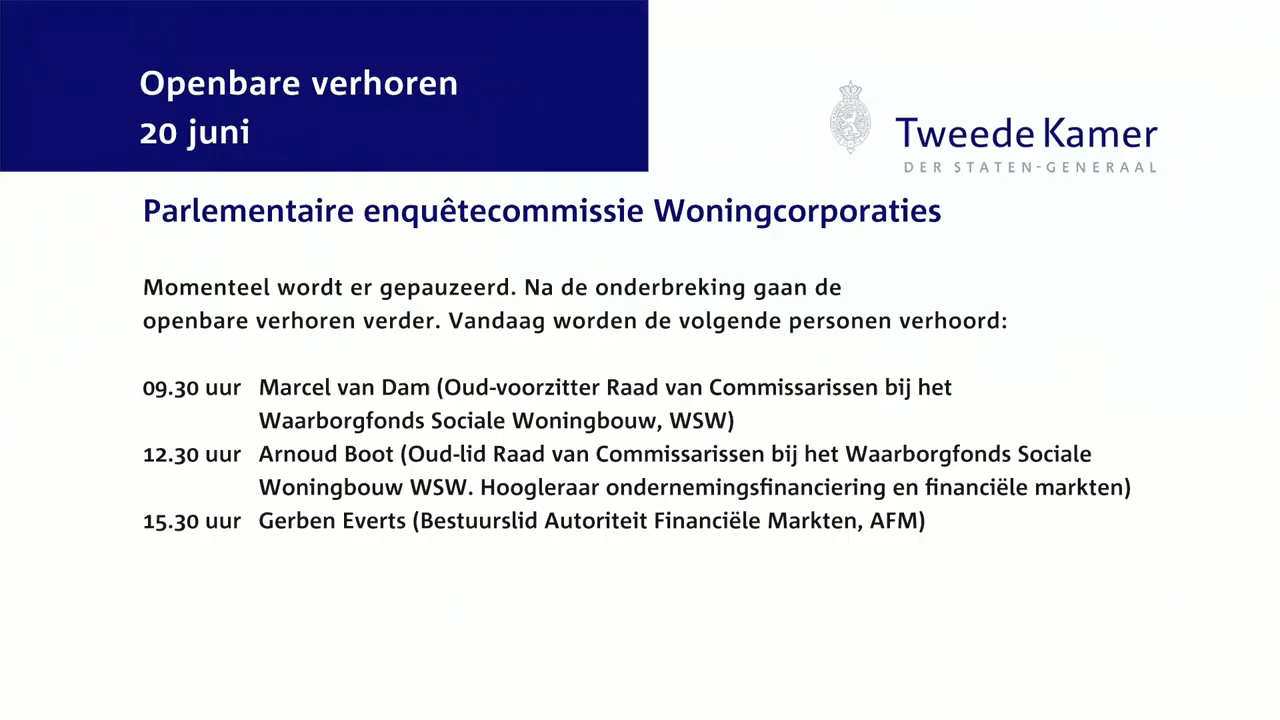 Openbare verhoren
20 juni
Tweede Kamer
DER STATEN-GENERAAL
Parlementaire enquêtecommissie Woningcorporaties
Momenteel wordt er gepauzeerd. Na de onderbreking gaan de
openbare verhoren verder. Vandaag worden de volgende personen verhoord:
09.30 uur Marcel van Dam (Oud-voorzitter Raad van Commissarissen bij het
Waarborgfonds Sociale Woningbouw, WSW)
12.30 uur Arnoud Boot (Oud-lid Raad van Commissarissen bij het Waarborgfonds Sociale
Woningbouw WSW. Hoogleraar ondernemingsfinanciering en financiële markten)
15.30 uur Gerben Everts (Bestuurslid Autoriteit Financiële Markten, AFM)